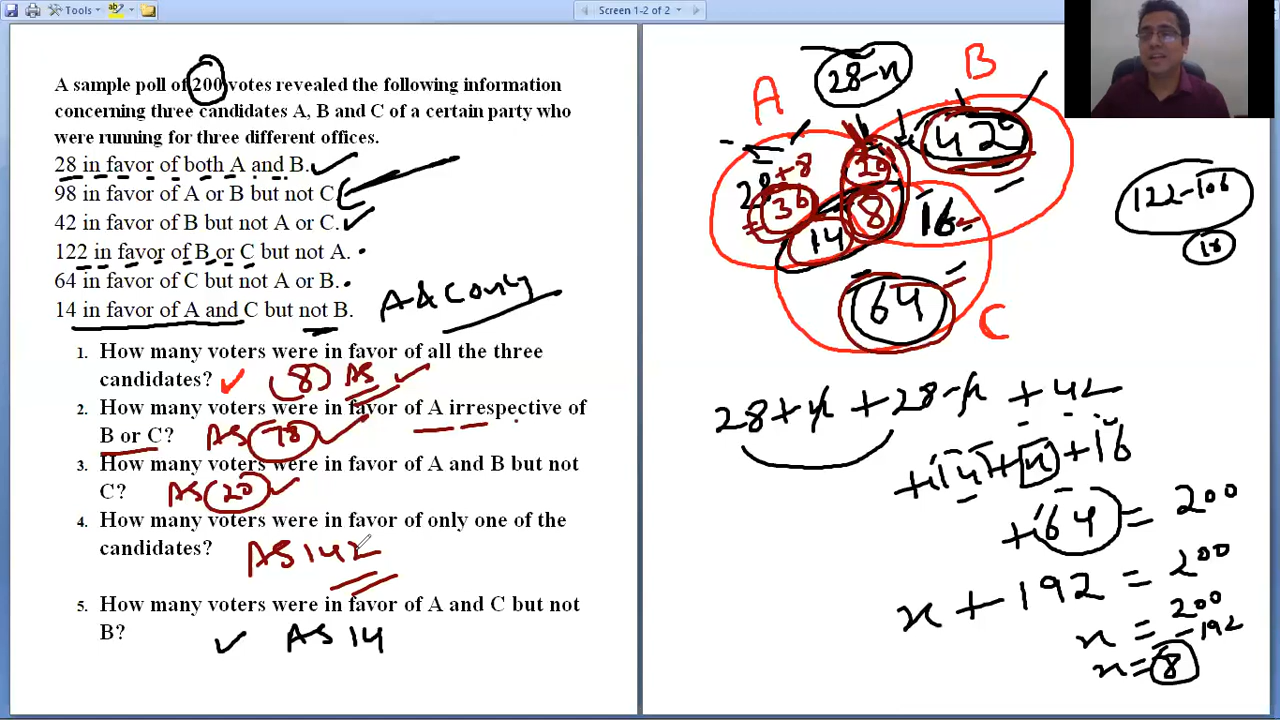 Tools
Screen 1-2 of 2
A sample poll of 200 votes revealed the following information
concerning three candidates A, B and C of a certain party who
were running for three different offices.
28 in favor of both A and B.
98 in favor of A or B but not C.
42 in favor of B but not A or C.
122 in favor of B or C but not A.
64 in favor of C but not A or B.
14 in favor of A and C but not B.
A & C only
1. How many voters were in favor of all the three
candidates? 8 AS
2. How many voters were in favor of A irrespective of
B or C? AS 78
3. How many voters were in favor of A and B but not
C? AS 20
4. How many voters were in favor of only one of the
candidates? AS 142
5. How many voters were in favor of A and C but not
B? AS 14
28-x
A
B
42
20
28+8
36
8
14
16
64
C
122-106
28+x+28-x+42
+14+x+16
+64=200
x+192=200
x=200
-192
x=8